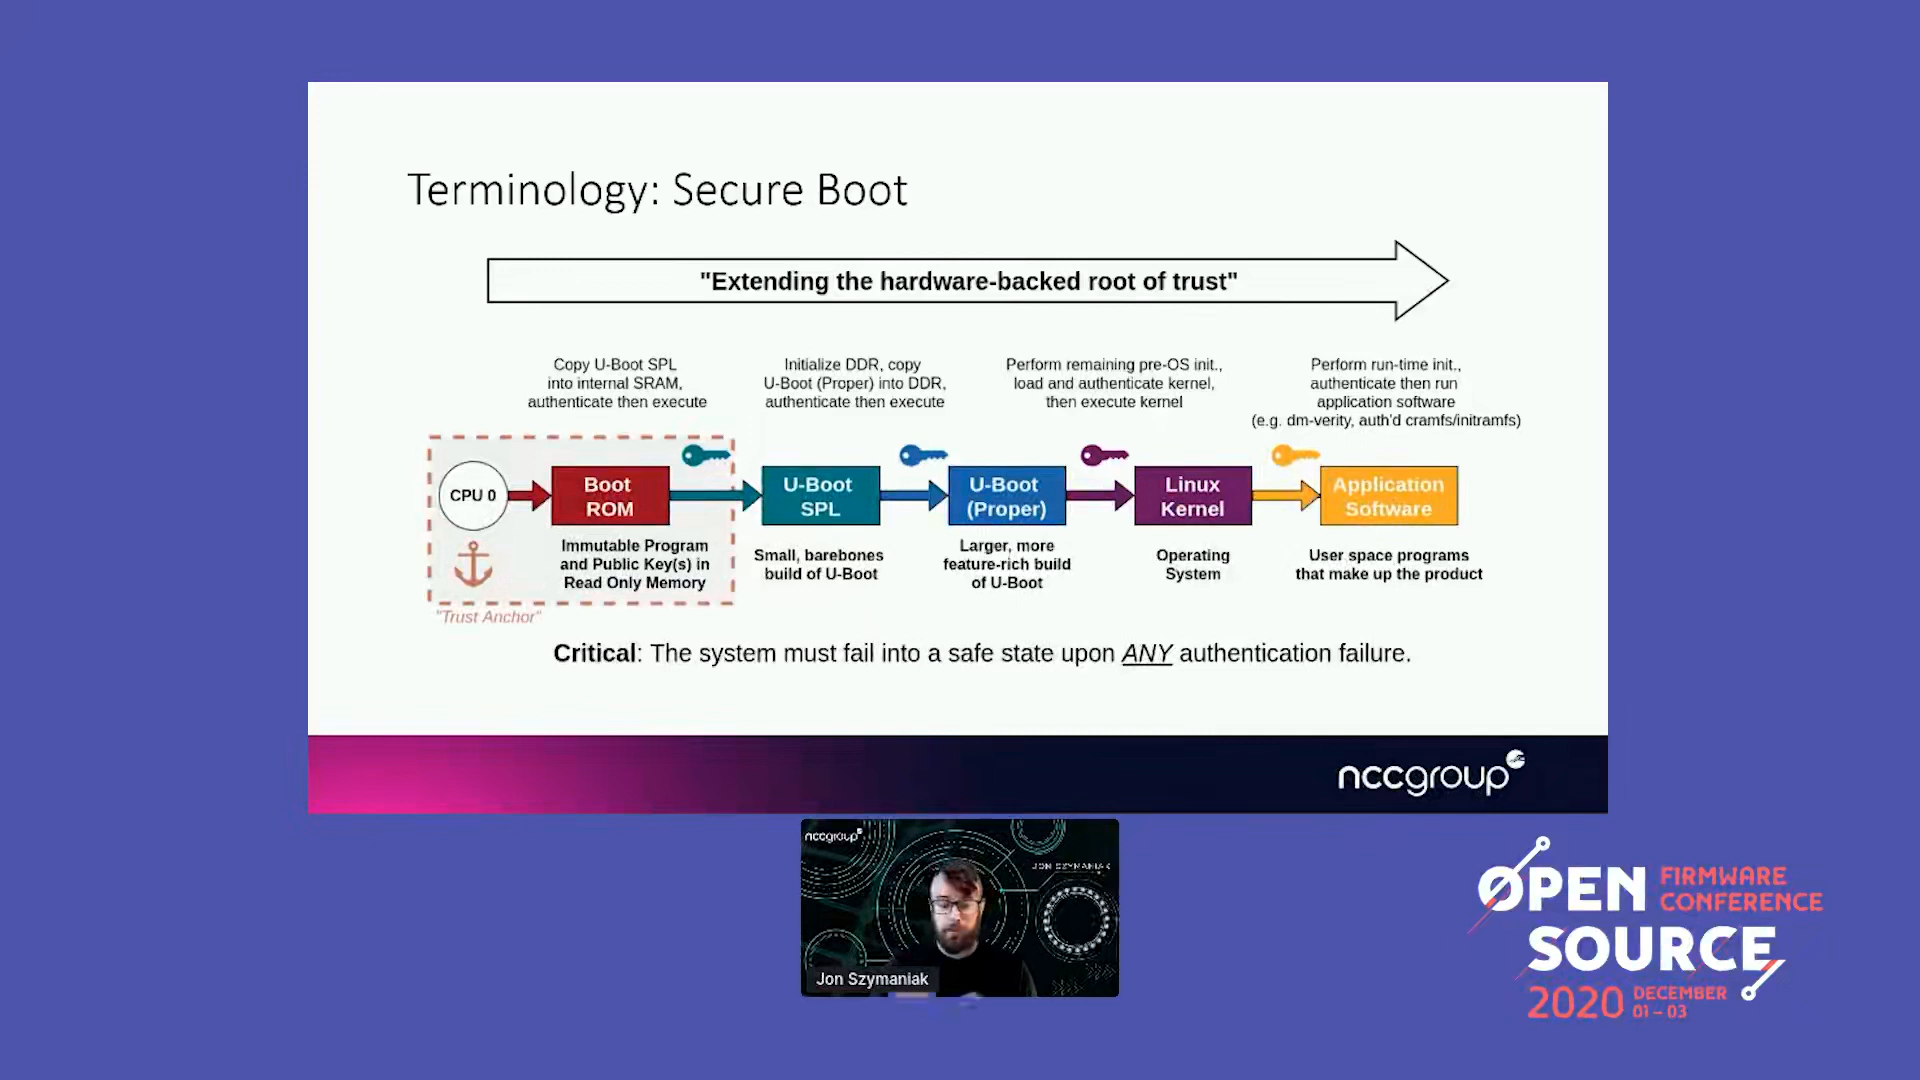 Terminology: Secure Boot
"Extending the hardware-backed root of trust"
Copy U-Boot SPL
into internal SRAM,
authenticate then execute
Initialize DDR, copy
U-Boot (Proper) into DDR,
authenticate then execute
Perform remaining pre-OS init.,
load and authenticate kernel,
then execute kernel
Perform run-time init.,
authenticate then run
application software
(e.g. dm-verity, auth'd cramfs/initramfs)
CPU 0
Boot
ROM
U-Boot
SPL
U-Boot
(Proper)
Linux
Kernel
Application
Software
Immutable Program
and Public Key(s) in
Read Only Memory
Small, barebones
build of U-Boot
Larger, more
feature-rich build
of U-Boot
Operating
System
User space programs
that make up the product
"Trust Anchor"
Critical: The system must fail into a safe state upon ANY authentication failure.
nccgroup
nccgroup
JON SZYMANIAK
Jon Szymaniak
OPEN
FIRMWARE
CONFERENCE
SOURCE
2020
DECEMBER
01 – 03